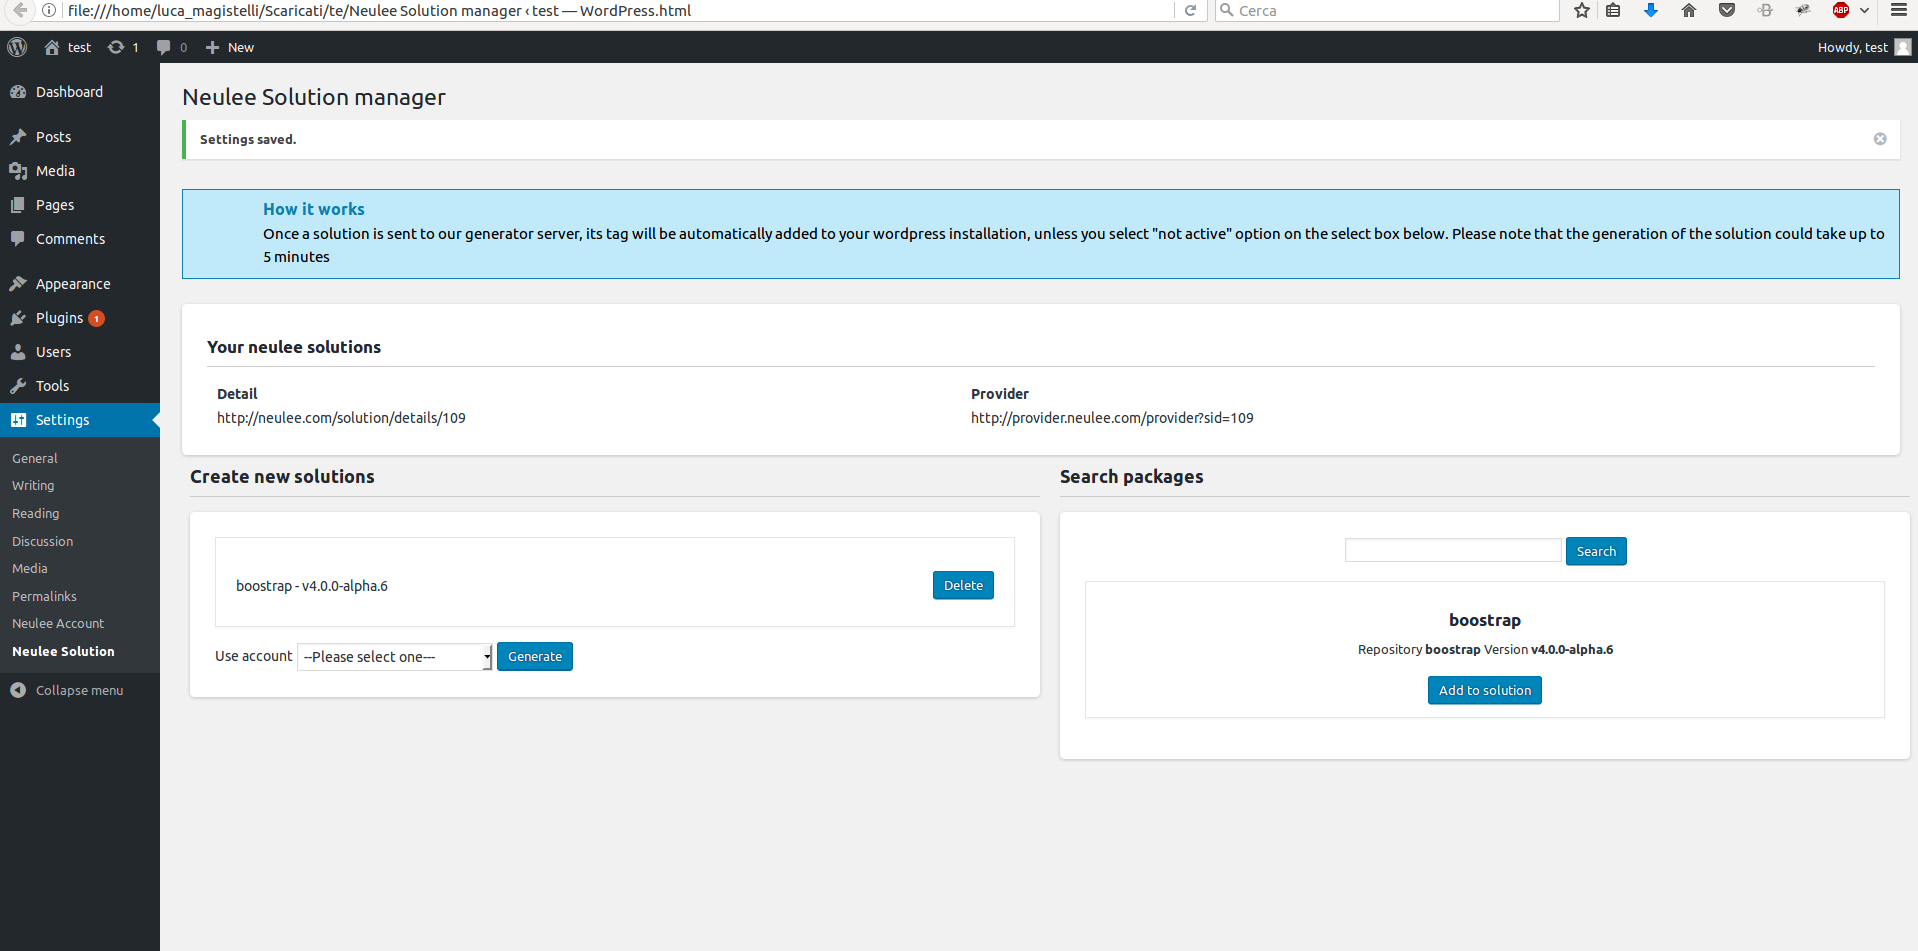 file:///home/luca_magistelli/Scaricati/te/Neulee Solution manager ‹ test — WordPress.html
Cerca
ABP
test
1
0
New
Howdy, test
Dashboard
Posts
Media
Pages
Comments
Appearance
Plugins 1
Users
Tools
Settings
General
Writing
Reading
Discussion
Media
Permalinks
Neulee Account
Neulee Solution
Collapse menu
Neulee Solution manager
Settings saved.
How it works
Once a solution is sent to our generator server, its tag will be automatically added to your wordpress installation, unless you select "not active" option on the select box below. Please note that the generation of the solution could take up to
5 minutes
Your neulee solutions
Detail
Provider
http://neulee.com/solution/details/109
http://provider.neulee.com/provider?sid=109
Create new solutions
boostrap - v4.0.0-alpha.6
Delete
Use account
--Please select one---
Generate
Search packages
Search
boostrap
Repository boostrap Version v4.0.0-alpha.6
Add to solution